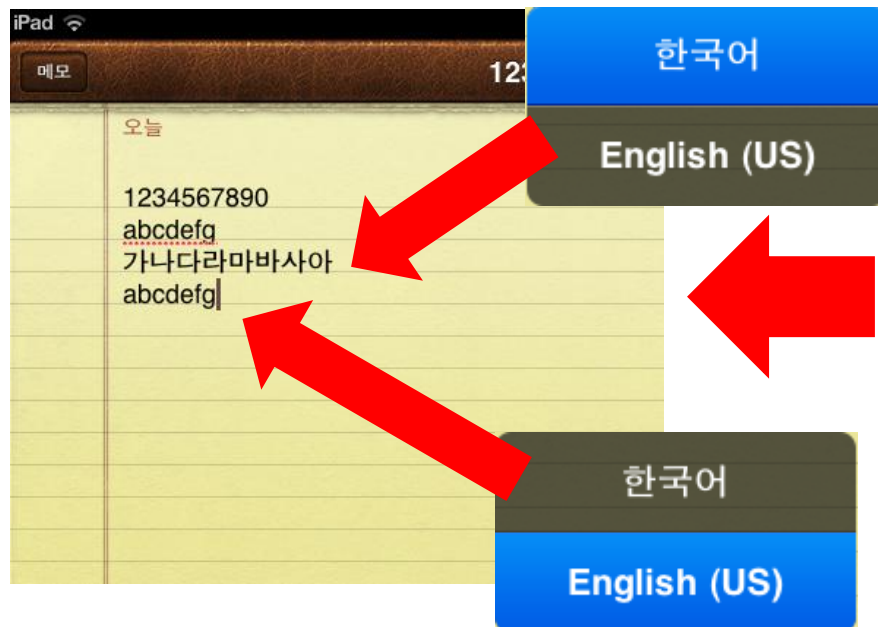 iPad
메모
123
오늘
1234567890
abcdefg
가나다라마바사아
abcdefg
한국어
English (US)
한국어
English (US)